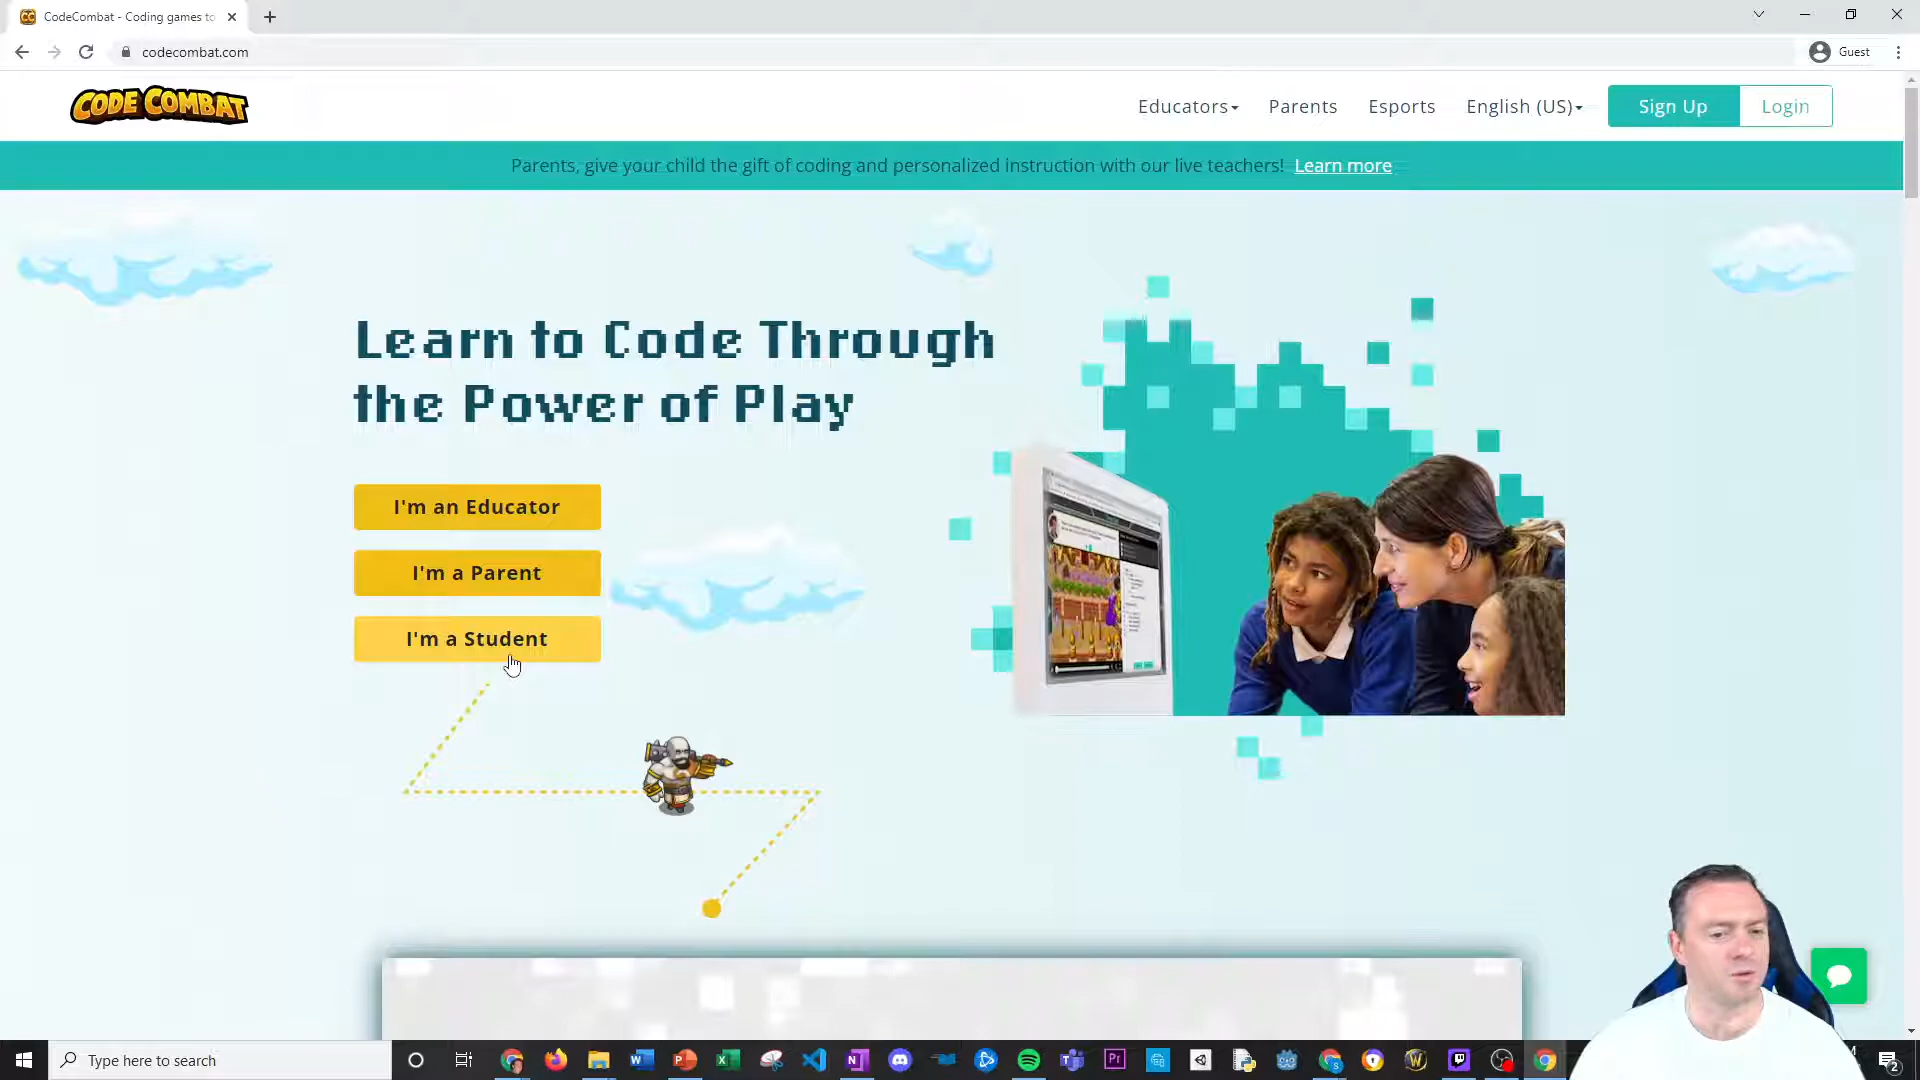 CodeCombat - Coding games to
codecombat.com
Guest
CODE COMBAT
Educators
Parents
Esports
English (US)
Sign Up
Login
Parents, give your child the gift of coding and personalized instruction with our live teachers! Learn more
Learn to Code Through
the Power of Play
I'm an Educator
I'm a Parent
I'm a Student
Type here to search